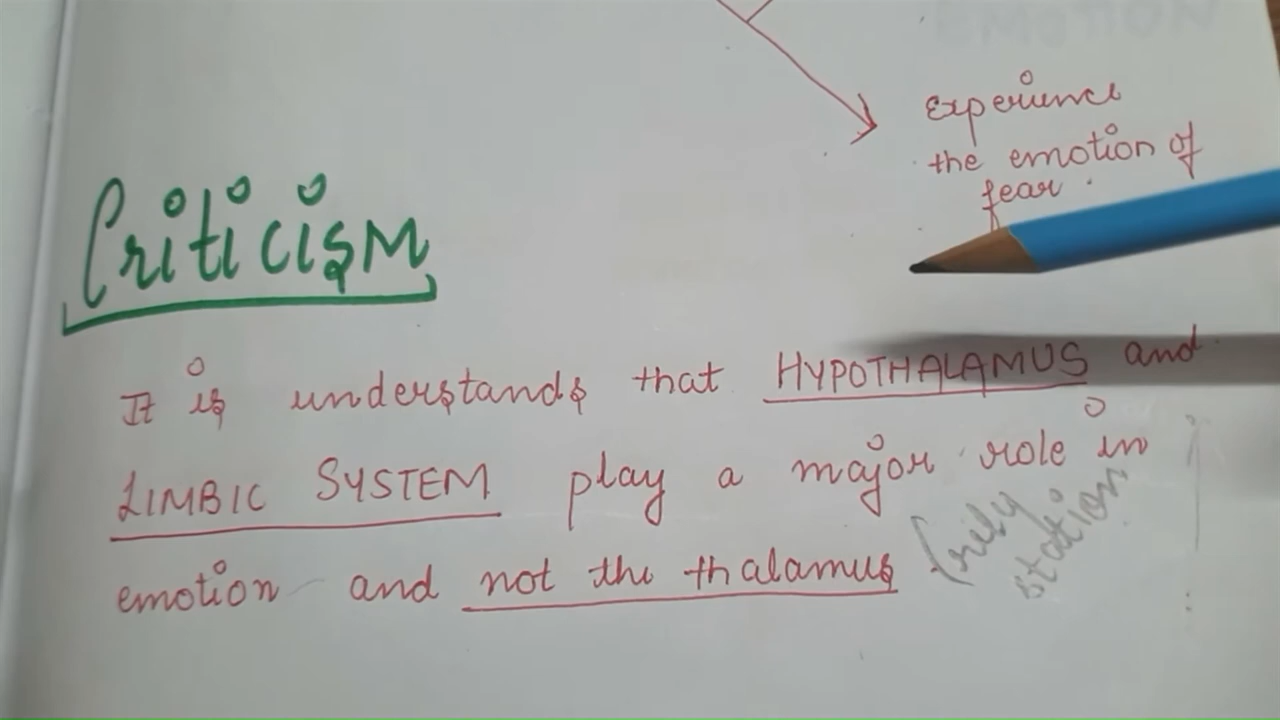 Experience
the emotion of
fear.
CriticisM
It is understands that HYPOTHALAMUS and
LIMBIC SYSTEM play a major role in
emotion and not the thalamus
station